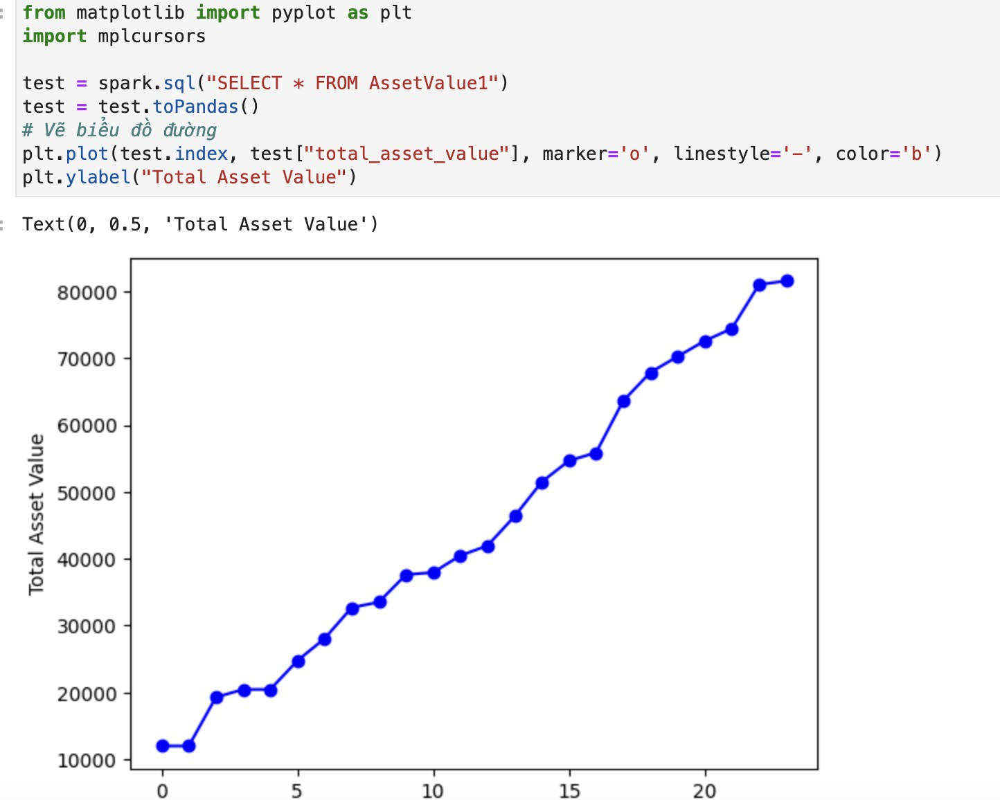 from matplotlib import pyplot as plt
import mplcursors
test = spark.sql("SELECT * FROM AssetValue1")
test = test.toPandas()
# Vẽ biểu đồ đường
plt.plot(test.index, test["total_asset_value"], marker='o', linestyle='-', color='b')
plt.ylabel("Total Asset Value")
Text(0, 0.5, 'Total Asset Value')
80000
70000
60000
50000
40000
30000
20000
10000
Total Asset Value
0 5 10 15 20